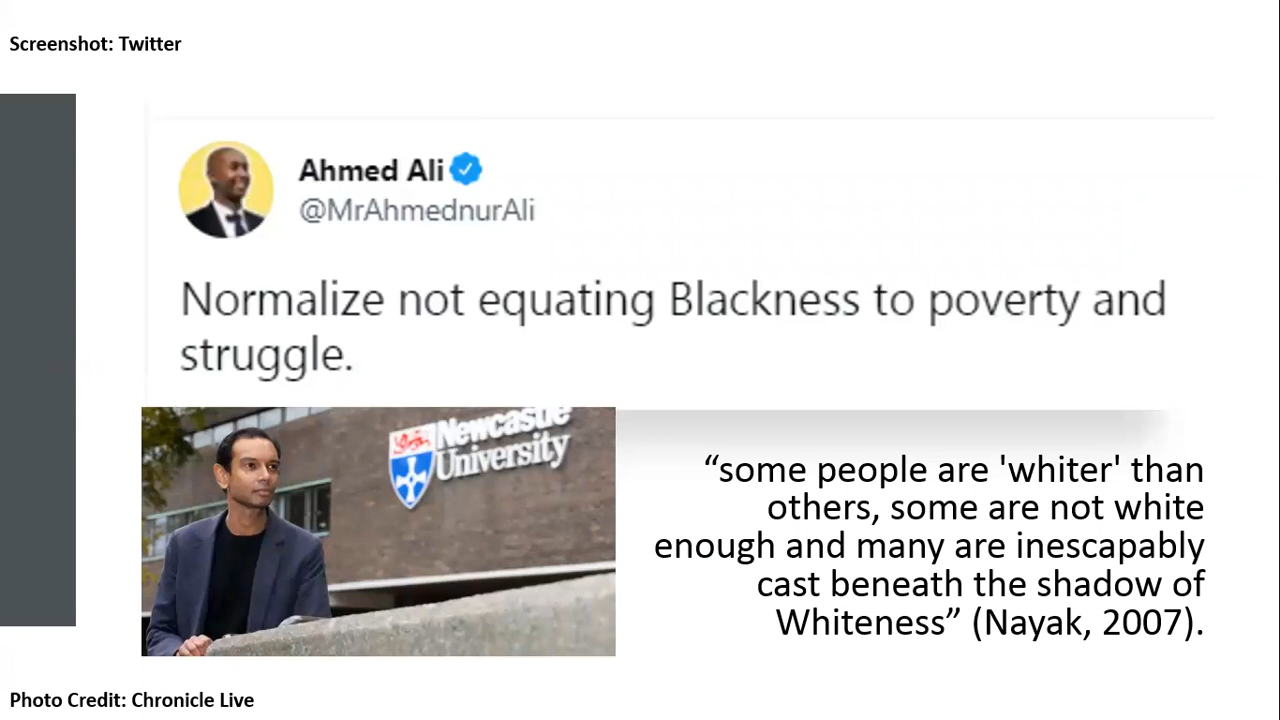 Screenshot: Twitter
Ahmed Ali
@MrAhmednurAli
Normalize not equating Blackness to poverty and
struggle.
Newcastle
University
“some people are 'whiter' than
others, some are not white
enough and many are inescapably
cast beneath the shadow of
Whiteness” (Nayak, 2007).
Photo Credit: Chronicle Live